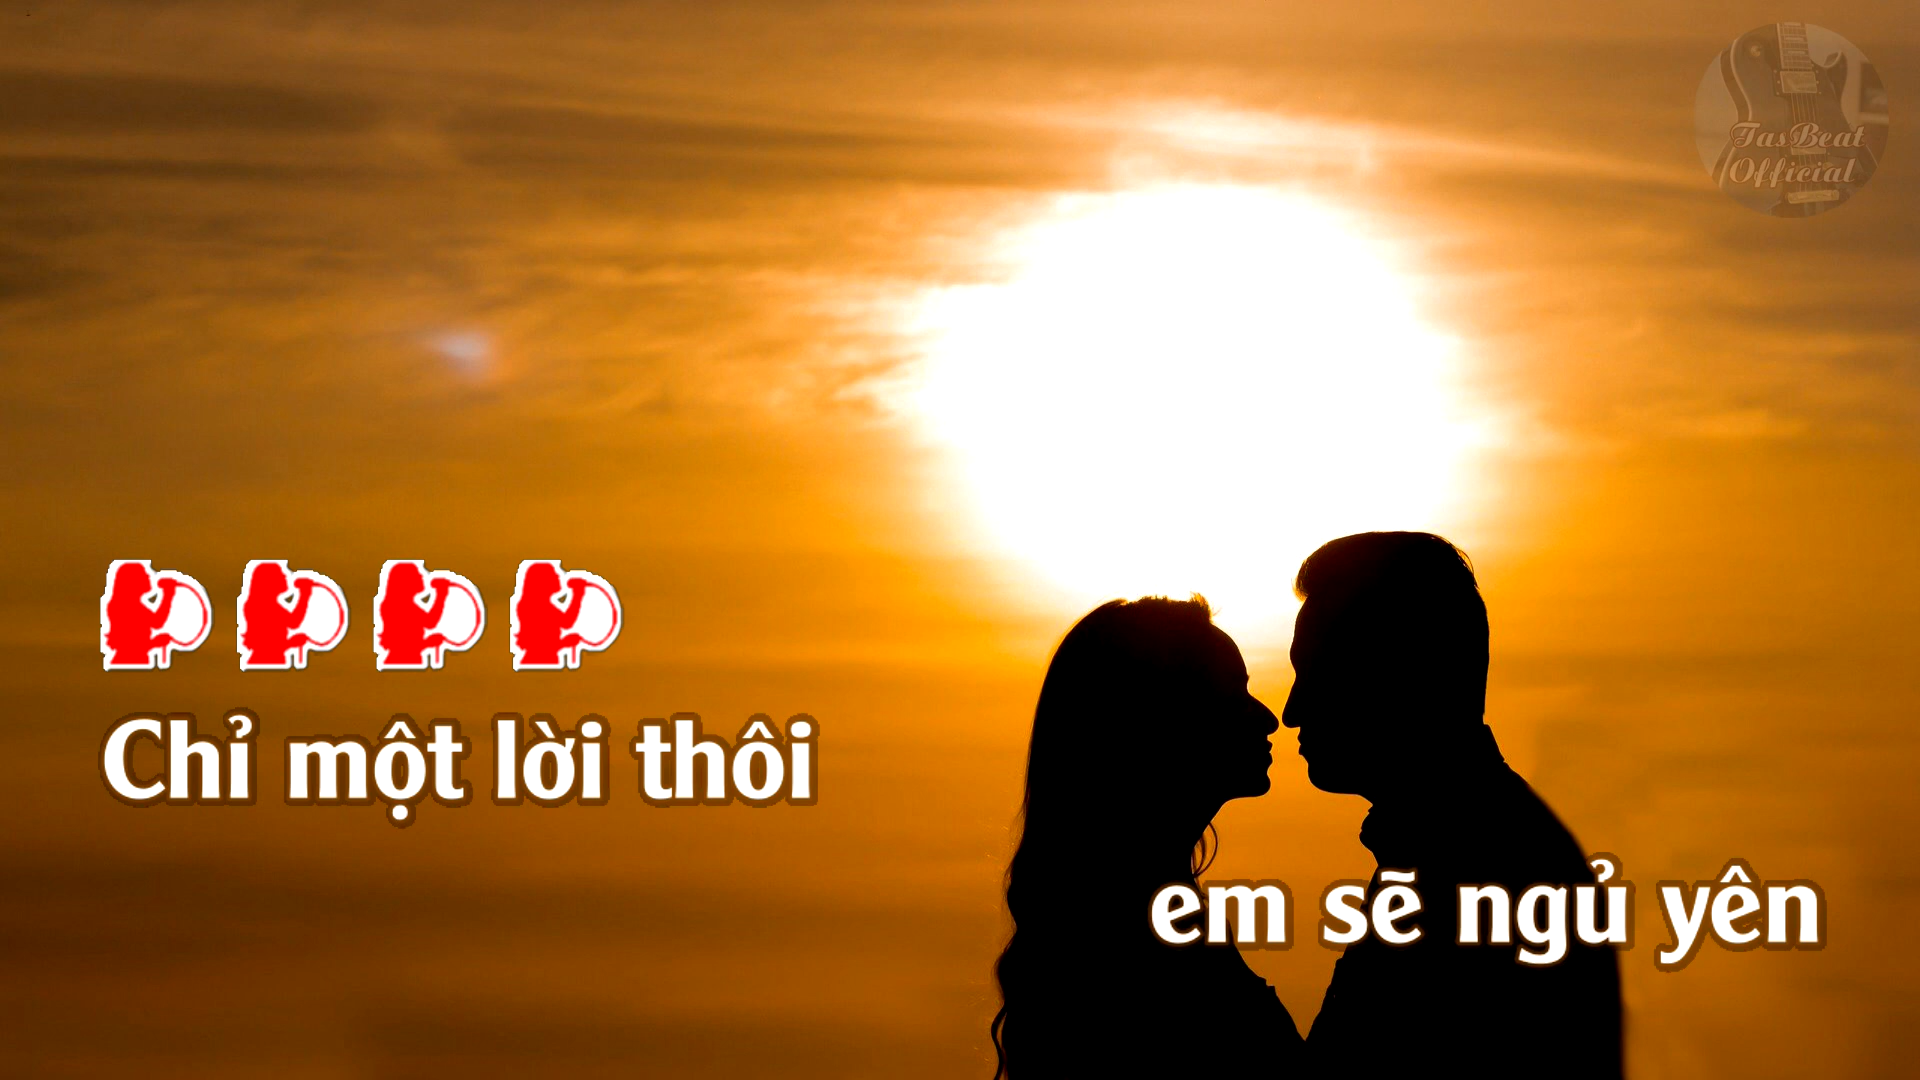 TasBeat
Official
Chỉ một lời thôi
em sẽ ngủ yên